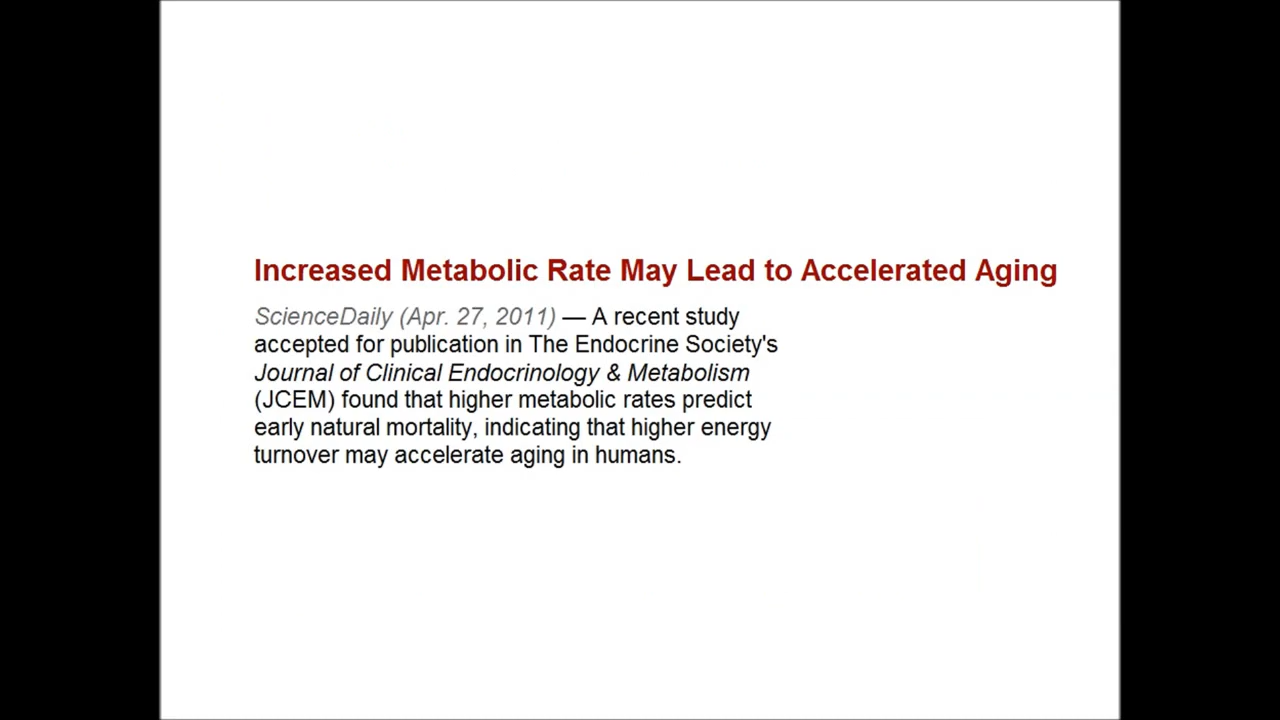 Increased Metabolic Rate May Lead to Accelerated Aging
ScienceDaily (Apr. 27, 2011) — A recent study
accepted for publication in The Endocrine Society's
Journal of Clinical Endocrinology & Metabolism
(JCEM) found that higher metabolic rates predict
early natural mortality, indicating that higher energy
turnover may accelerate aging in humans.